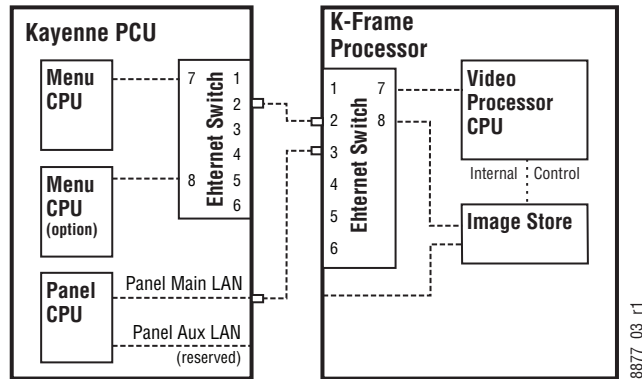 Kayenne PCU
Menu
CPU
7
8
Ehternet Switch
1
2
3
4
5
6
Menu
CPU
(option)
Panel
CPU
Panel Main LAN
Panel Aux LAN
(reserved)
K-Frame
Processor
1
2
3
4
5
6
Ehternet Switch
7
8
Video
Processor
CPU
Internal
Control
Image Store
8877_03_r1